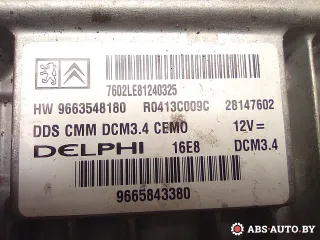 7602LE81240325
HW 9663548180 R0413C009C 28147602
DDS CMM DCM3.4 CEMO 12V=
DELPHI 16E8 DCM3.4
9665843380
ABS-AUTO.BY